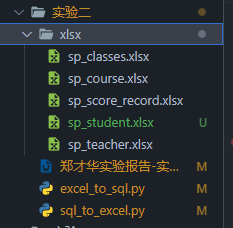 实验二
xlsx
sp_classes.xlsx
sp_course.xlsx
sp_score_record.xlsx
sp_student.xlsx U
sp_teacher.xlsx
郑才华实验报告-实... M
excel_to_sql.py M
sql_to_excel.py M